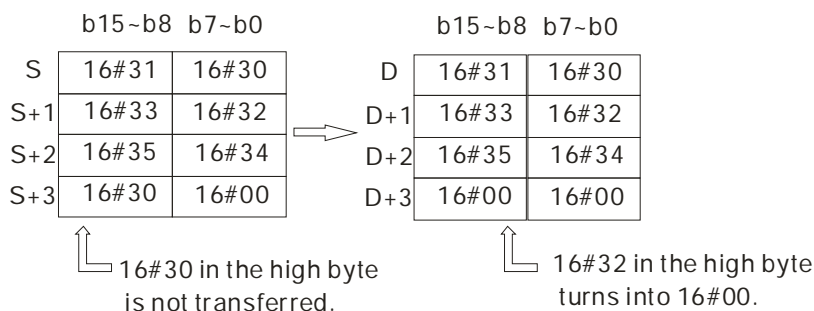 b15~b8 b7~b0 b15~b8 b7~b0
S 16#31 16#30 D 16#31 16#30
S+1 16#33 16#32 D+1 16#33 16#32
S+2 16#35 16#34 D+2 16#35 16#34
S+3 16#30 16#00 D+3 16#00 16#00
16#30 in the high byte 16#32 in the high byte
is not transferred. turns into 16#00.